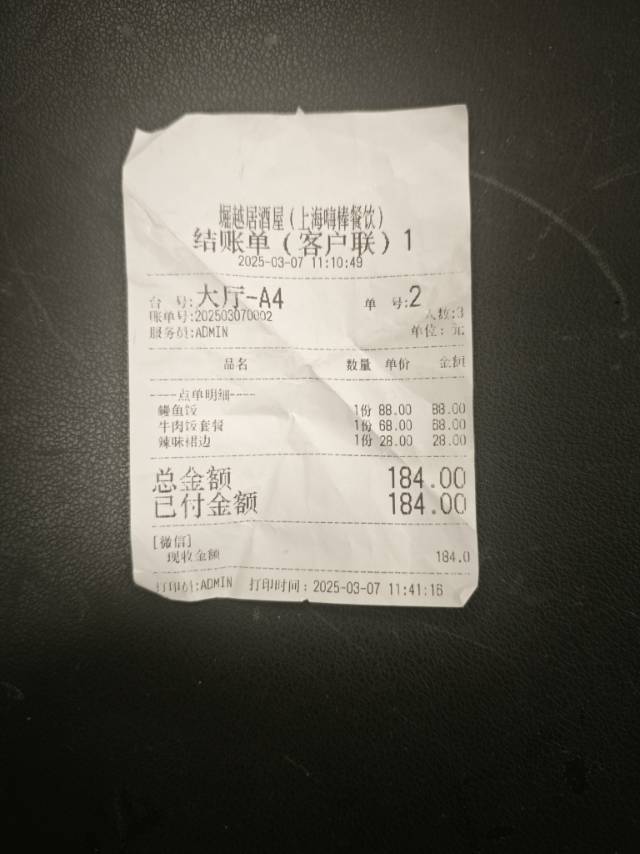 堀越居酒屋（上海嗨棒餐饮）
结账单（客户联）1
2025-03-07 11:10:49
台 号:大厅-A4 单 号:2
账单号:202503070002 人数:3
服务员:ADMIN 单位: 元
品名 数量 单价 金额
----点单明细----
鳗鱼饭 1份 88.00 88.00
牛肉饭套餐 1份 68.00 68.00
辣味裙边 1份 28.00 28.00
总金额 184.00
已付金额 184.00
[微信]
现收金额 184.0
打印员:ADMIN 打印时间：2025-03-07 11:41:16